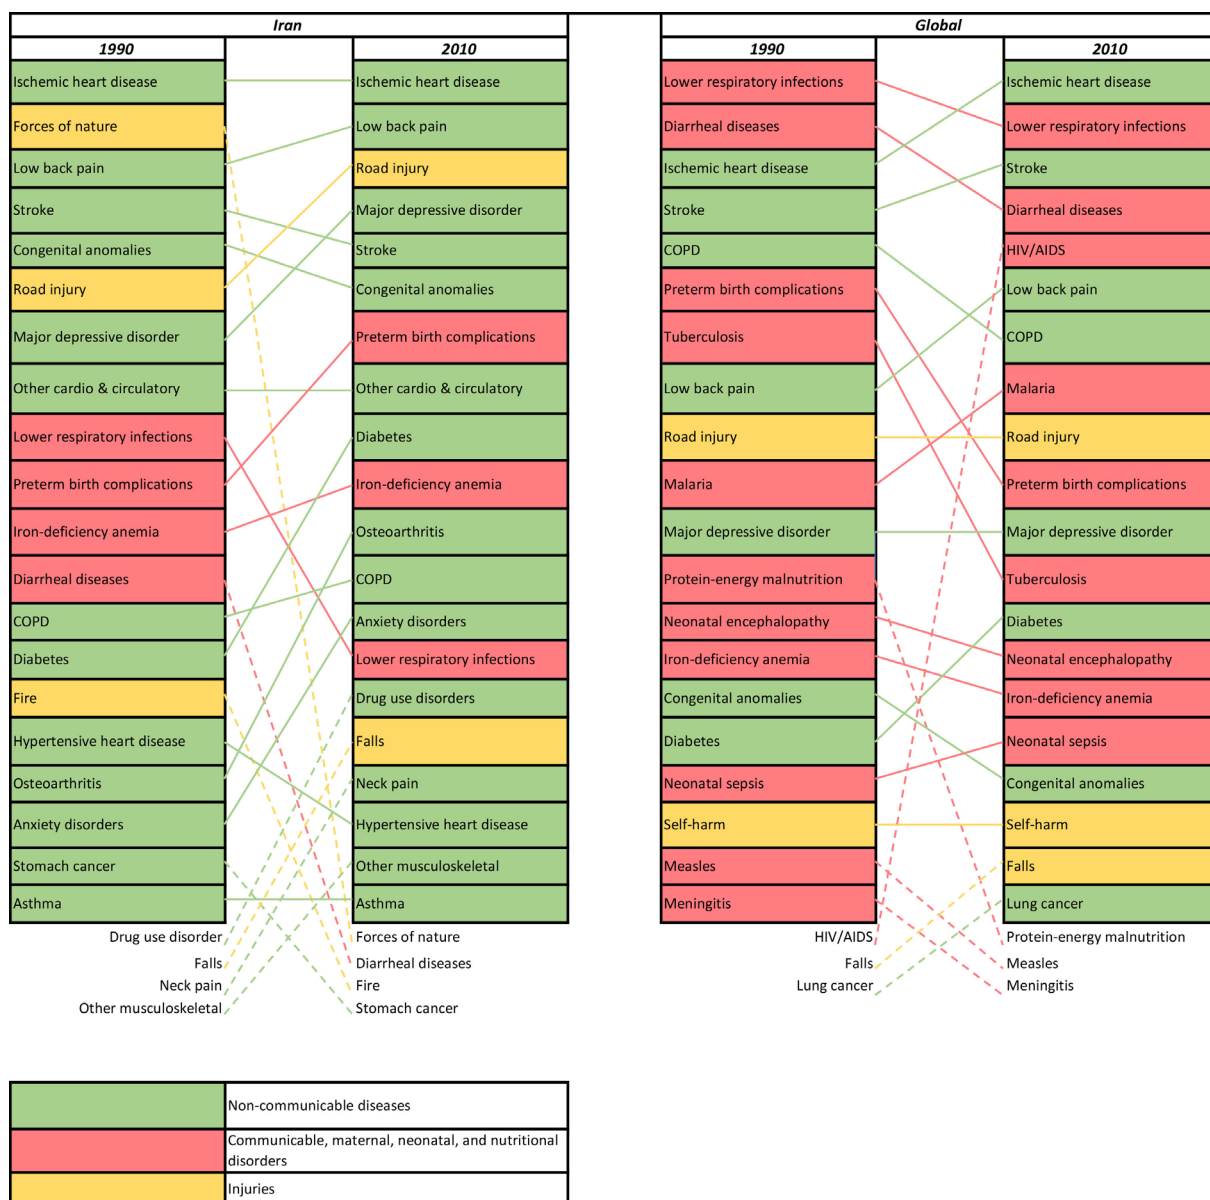 Iran
Global
1990
2010
1990
2010
Ischemic heart disease
Ischemic heart disease
Lower respiratory infections
Ischemic heart disease
Forces of nature
Low back pain
Diarrheal diseases
Lower respiratory infections
Low back pain
Road injury
Ischemic heart disease
Stroke
Stroke
Major depressive disorder
Stroke
Diarrheal diseases
Congenital anomalies
Stroke
COPD
HIV/AIDS
Road injury
Congenital anomalies
Preterm birth complications
Low back pain
Major depressive disorder
Preterm birth complications
Tuberculosis
COPD
Other cardio & circulatory
Other cardio & circulatory
Low back pain
Malaria
Lower respiratory infections
Diabetes
Road injury
Road injury
Preterm birth complications
Iron-deficiency anemia
Malaria
Preterm birth complications
Iron-deficiency anemia
Osteoarthritis
Major depressive disorder
Major depressive disorder
Diarrheal diseases
COPD
Protein-energy malnutrition
Tuberculosis
COPD
Anxiety disorders
Neonatal encephalopathy
Diabetes
Diabetes
Lower respiratory infections
Iron-deficiency anemia
Neonatal encephalopathy
Fire
Drug use disorders
Congenital anomalies
Iron-deficiency anemia
Hypertensive heart disease
Falls
Diabetes
Neonatal sepsis
Osteoarthritis
Neck pain
Neonatal sepsis
Congenital anomalies
Anxiety disorders
Hypertensive heart disease
Self-harm
Self-harm
Stomach cancer
Other musculoskeletal
Measles
Falls
Asthma
Asthma
Meningitis
Lung cancer
Drug use disorder
Forces of nature
HIV/AIDS
Protein-energy malnutrition
Falls
Diarrheal diseases
Falls
Measles
Neck pain
Fire
Lung cancer
Meningitis
Other musculoskeletal
Stomach cancer
Non-communicable diseases
Communicable, maternal, neonatal, and nutritional
disorders
Injuries